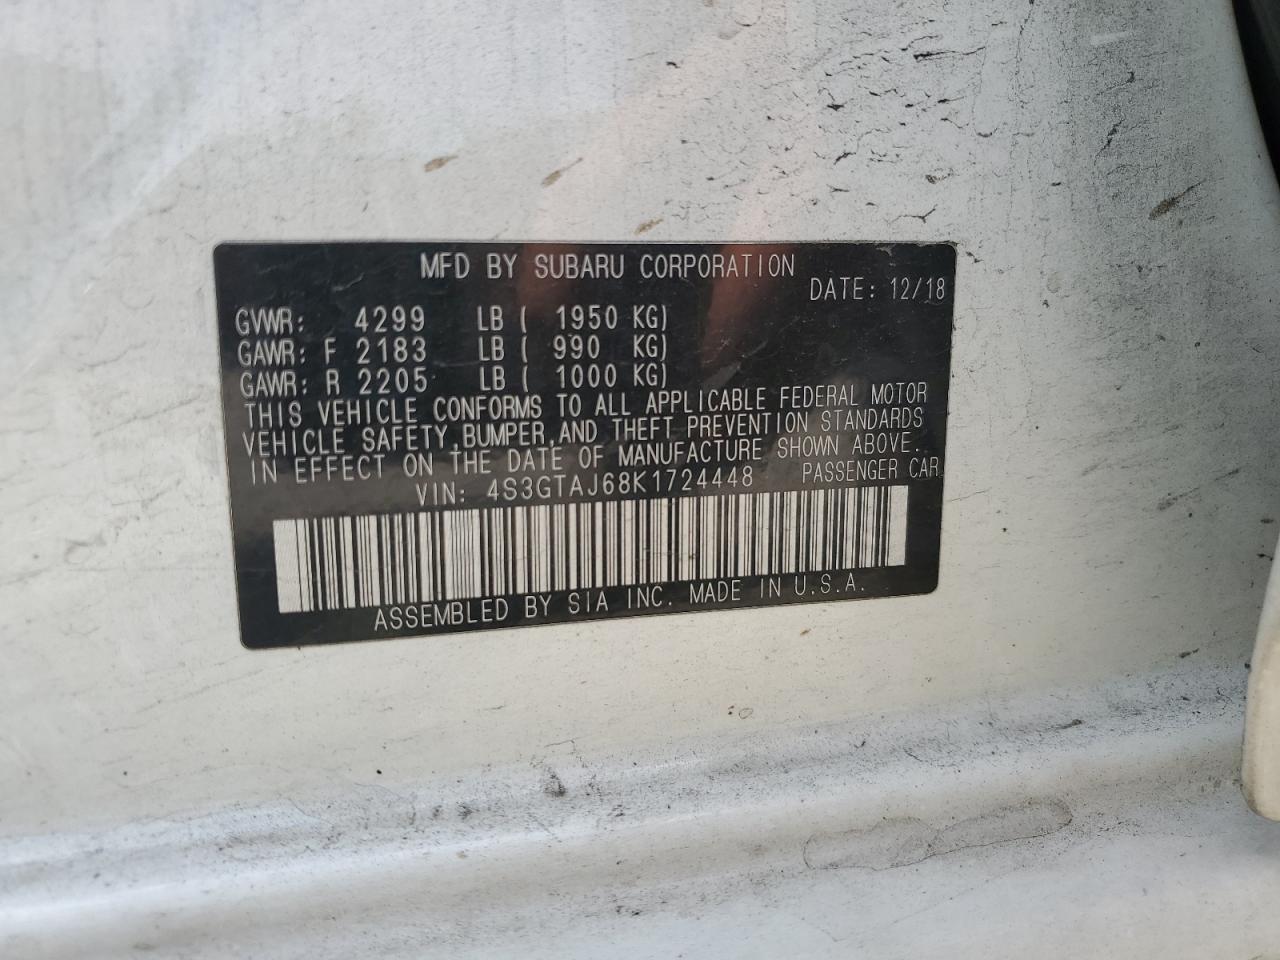 MFD BY SUBARU CORPORATION
DATE: 12/18
GVWR: 4299 LB ( 1950 KG)
GAWR: F 2183 LB ( 990 KG)
GAWR: R 2205 LB ( 1000 KG)
THIS VEHICLE CONFORMS TO ALL APPLICABLE FEDERAL MOTOR
VEHICLE SAFETY,BUMPER,AND THEFT PREVENTION STANDARDS
IN EFFECT ON THE DATE OF MANUFACTURE SHOWN ABOVE.
VIN: 4S3GTAJ68K1724448 PASSENGER CAR
ASSEMBLED BY SIA INC. MADE IN U.S.A.